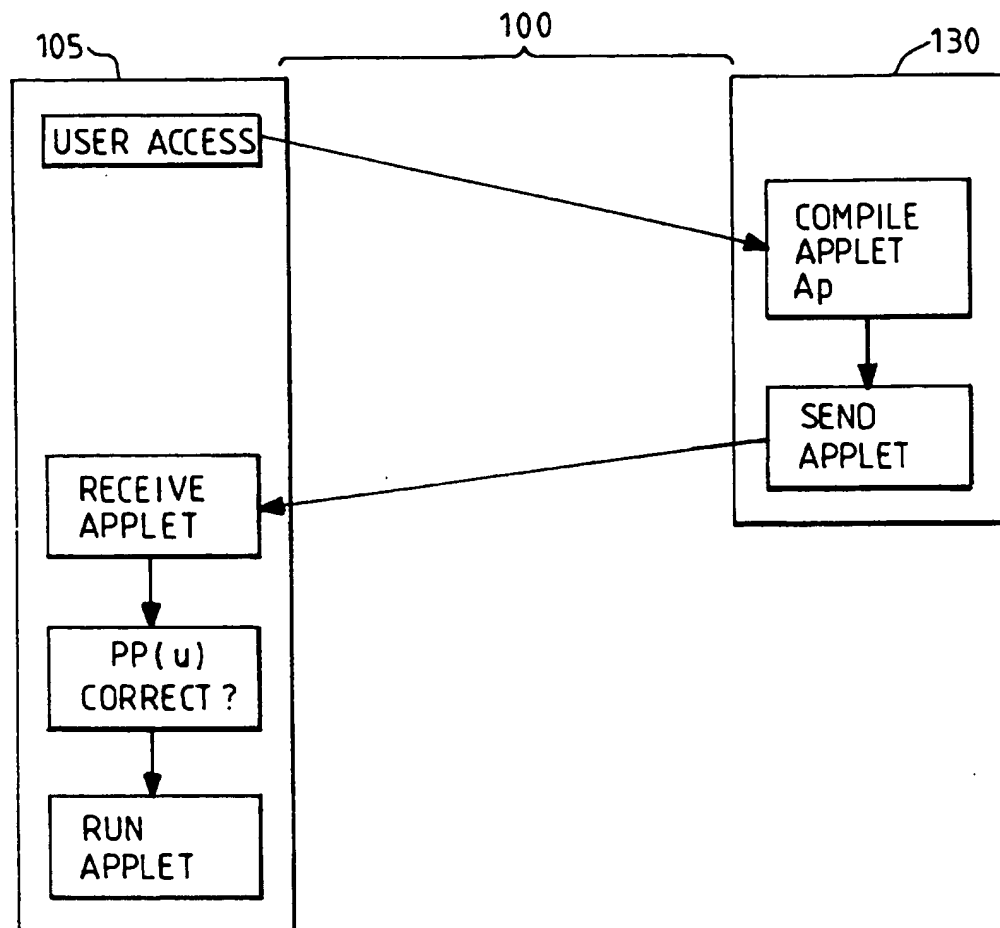 105
100
130
USER ACCESS
COMPILE
APPLET
Ap
SEND
APPLET
RECEIVE
APPLET
PP(u)
CORRECT?
RUN
APPLET